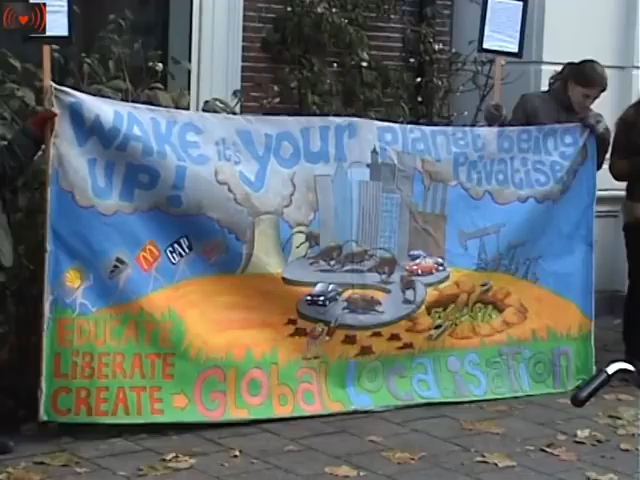 WAKE it's your planet being
UP! Privatised
GAP
EDUCATE
LIBERATE
CREATE → GLObaL LOcaLisation